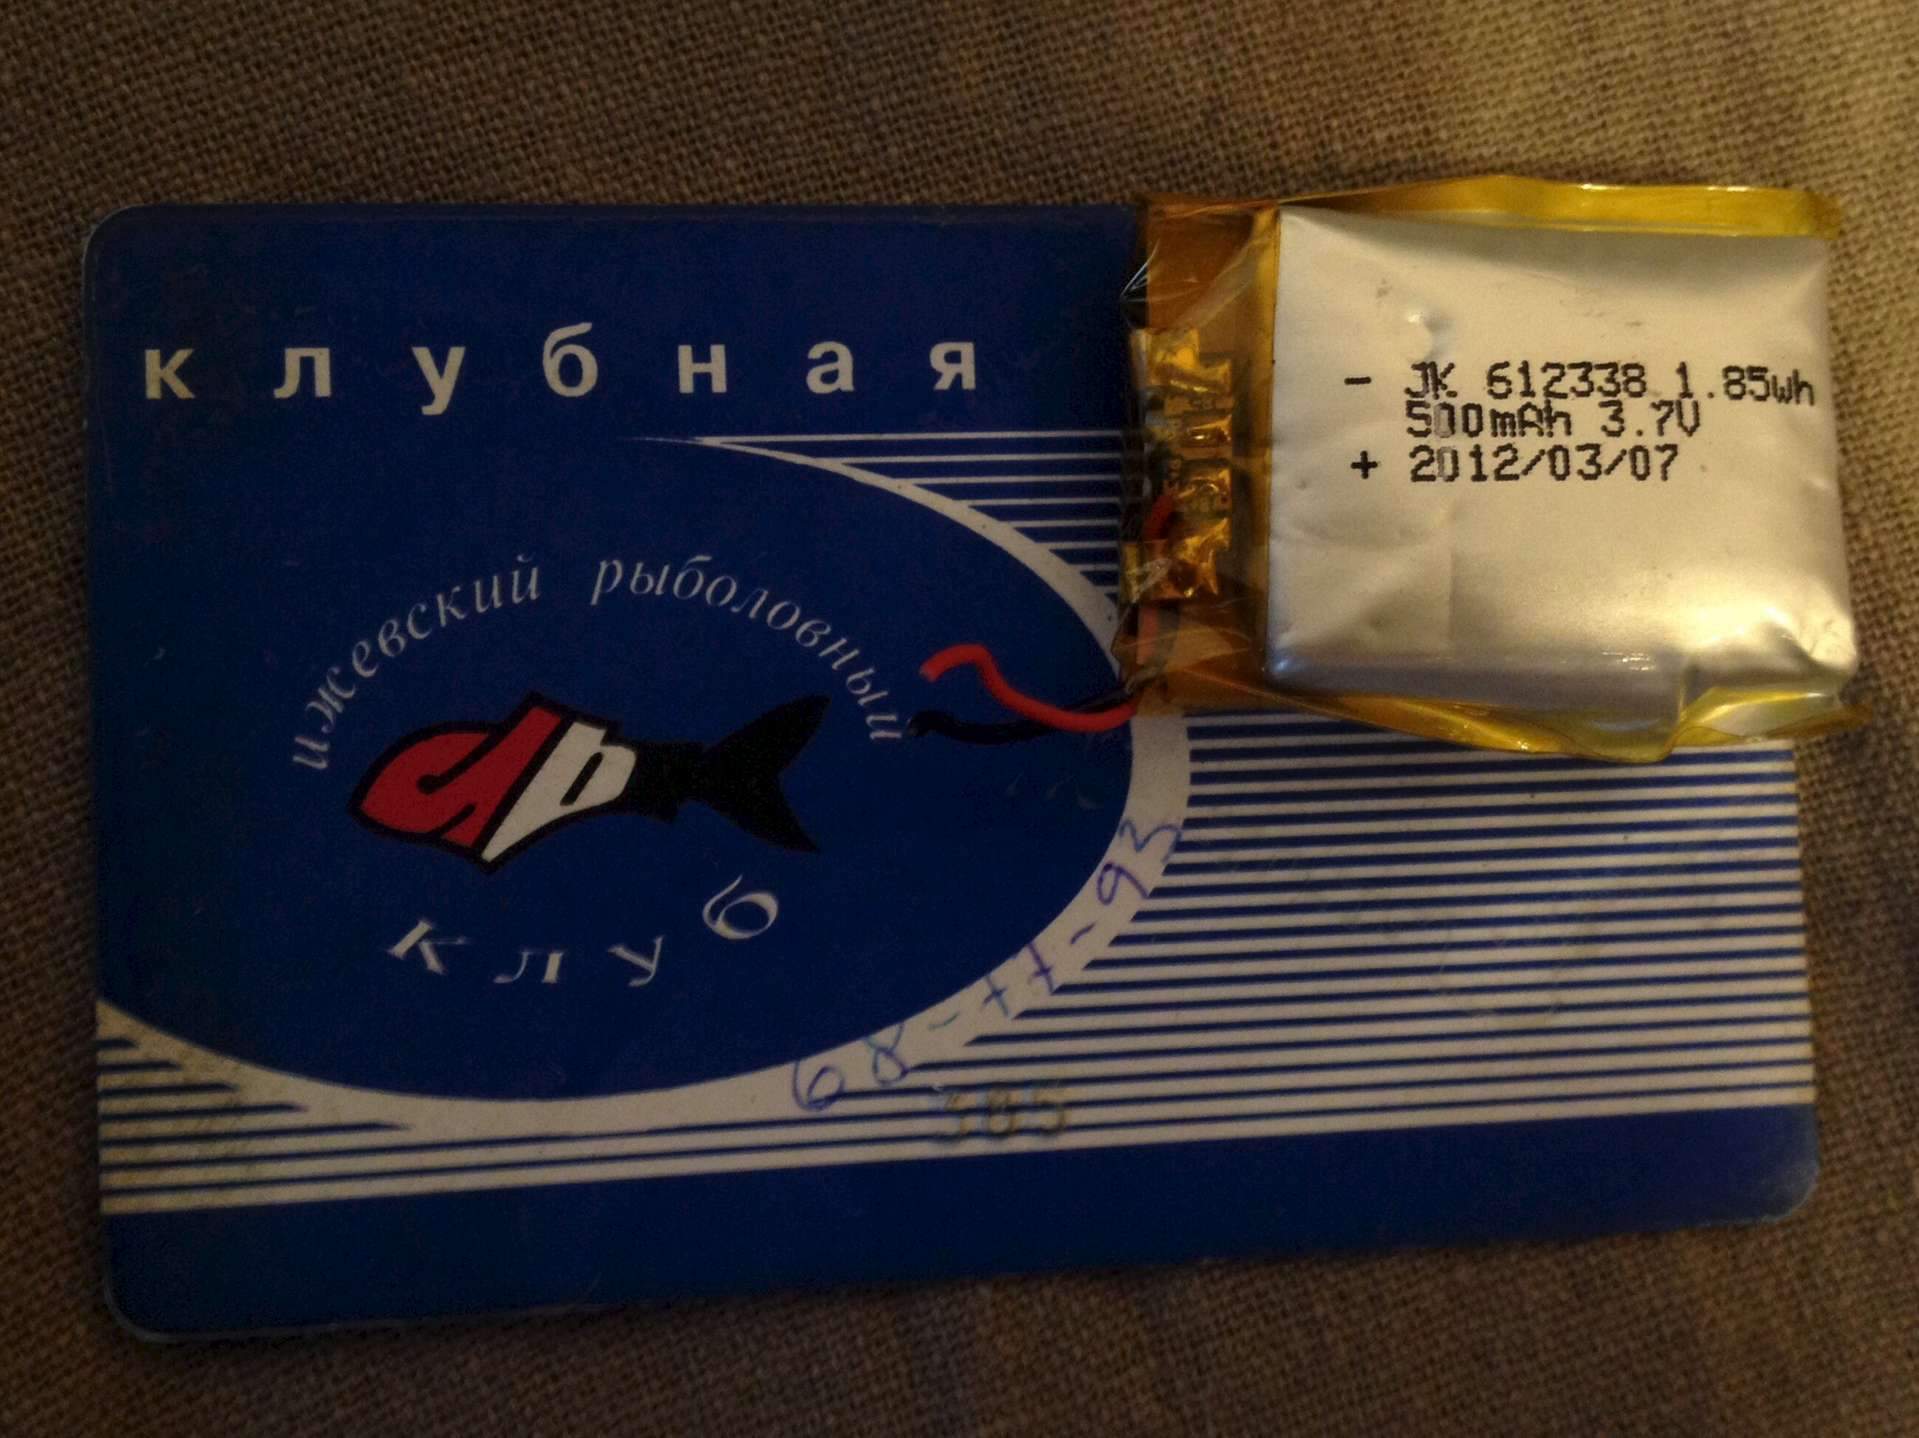 клубная
- JK 612338 1.85wh
500mAh 3.7V
+ 2012/03/07
ижевский рыболовный
клуб
68-77-93
385